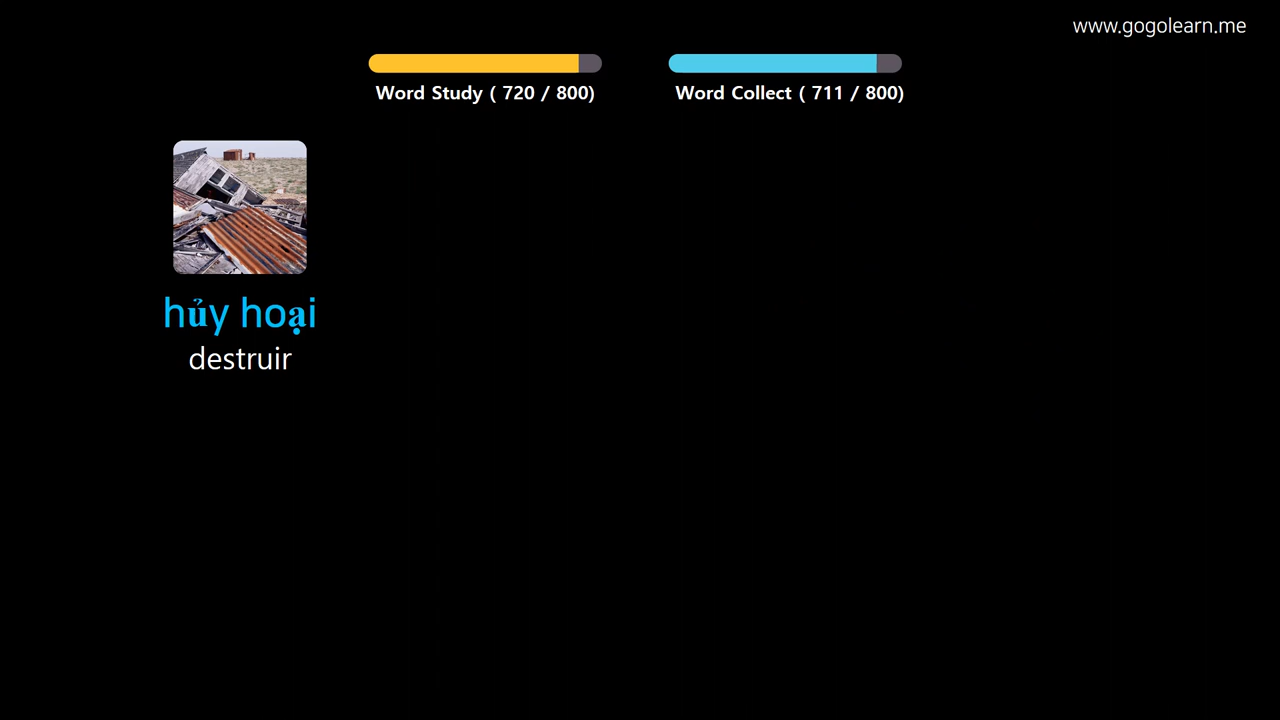 www.gogolearn.me
Word Study ( 720 / 800)
Word Collect ( 711 / 800)
hủy hoại
destruir